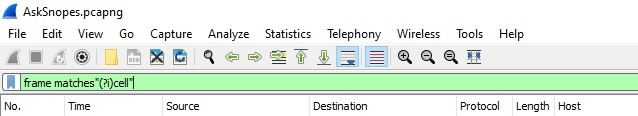 AskSnopes.pcapng
File Edit View Go Capture Analyze Statistics Telephony Wireless Tools Help
frame matches"(?i)cell"
No. Time Source Destination Protocol Length Host